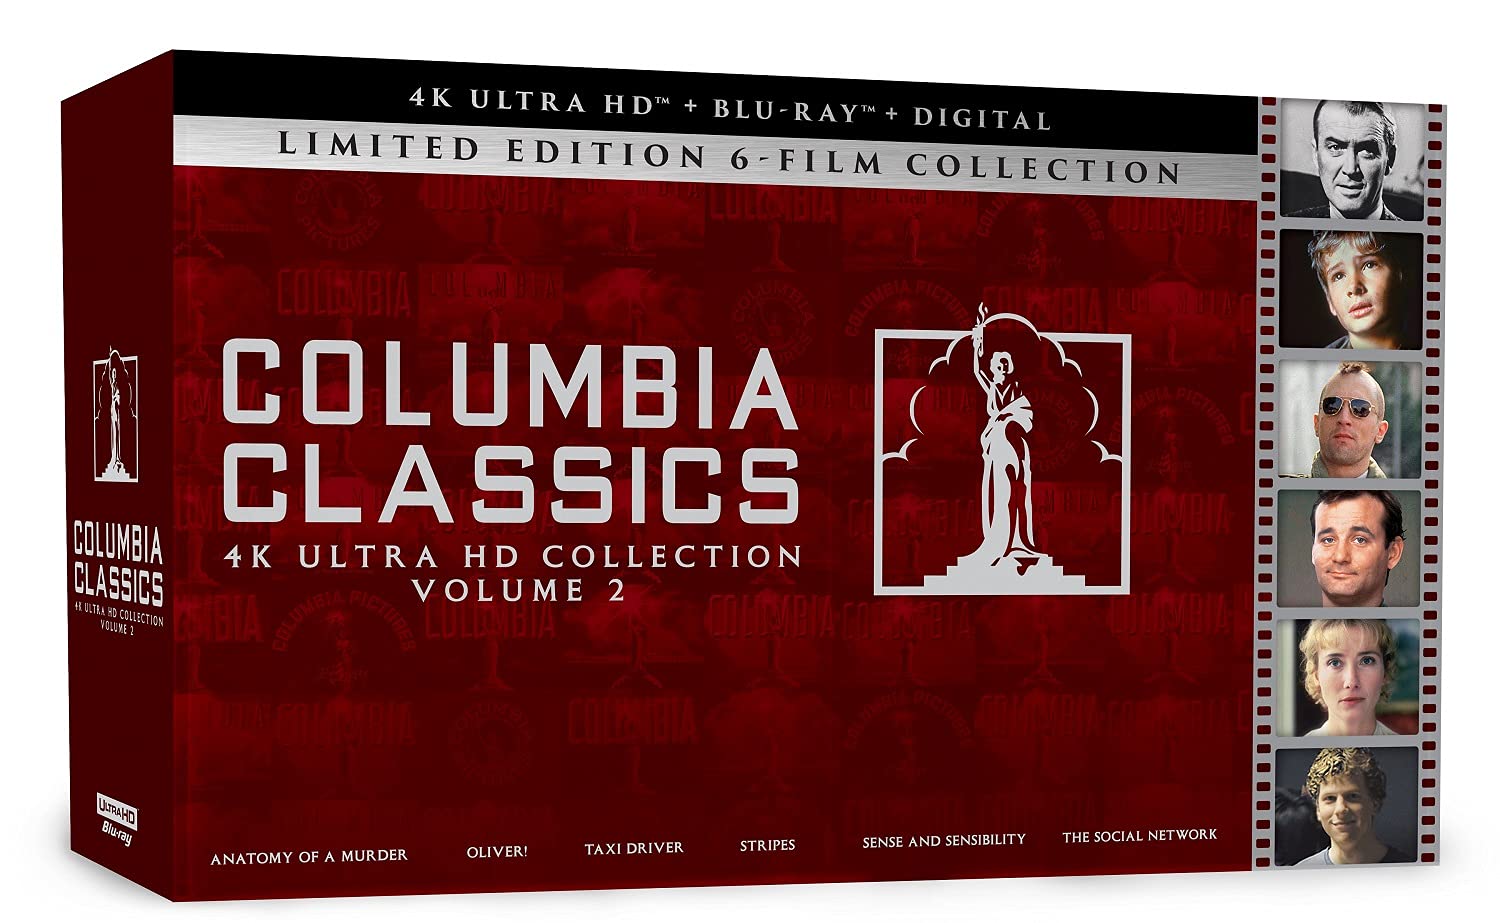 4K ULTRA HD™ + BLU-RAY™ + DIGITAL
LIMITED EDITION 6-FILM COLLECTION
COLUMBIA
CLASSICS
4K ULTRA HD COLLECTION
VOLUME 2
ANATOMY OF A MURDER
OLIVER!
TAXI DRIVER
STRIPES
SENSE AND SENSIBILITY
THE SOCIAL NETWORK
COLUMBIA
CLASSICS
4K ULTRA HD COLLECTION
VOLUME 2
ULTRA HD
Blu-ray